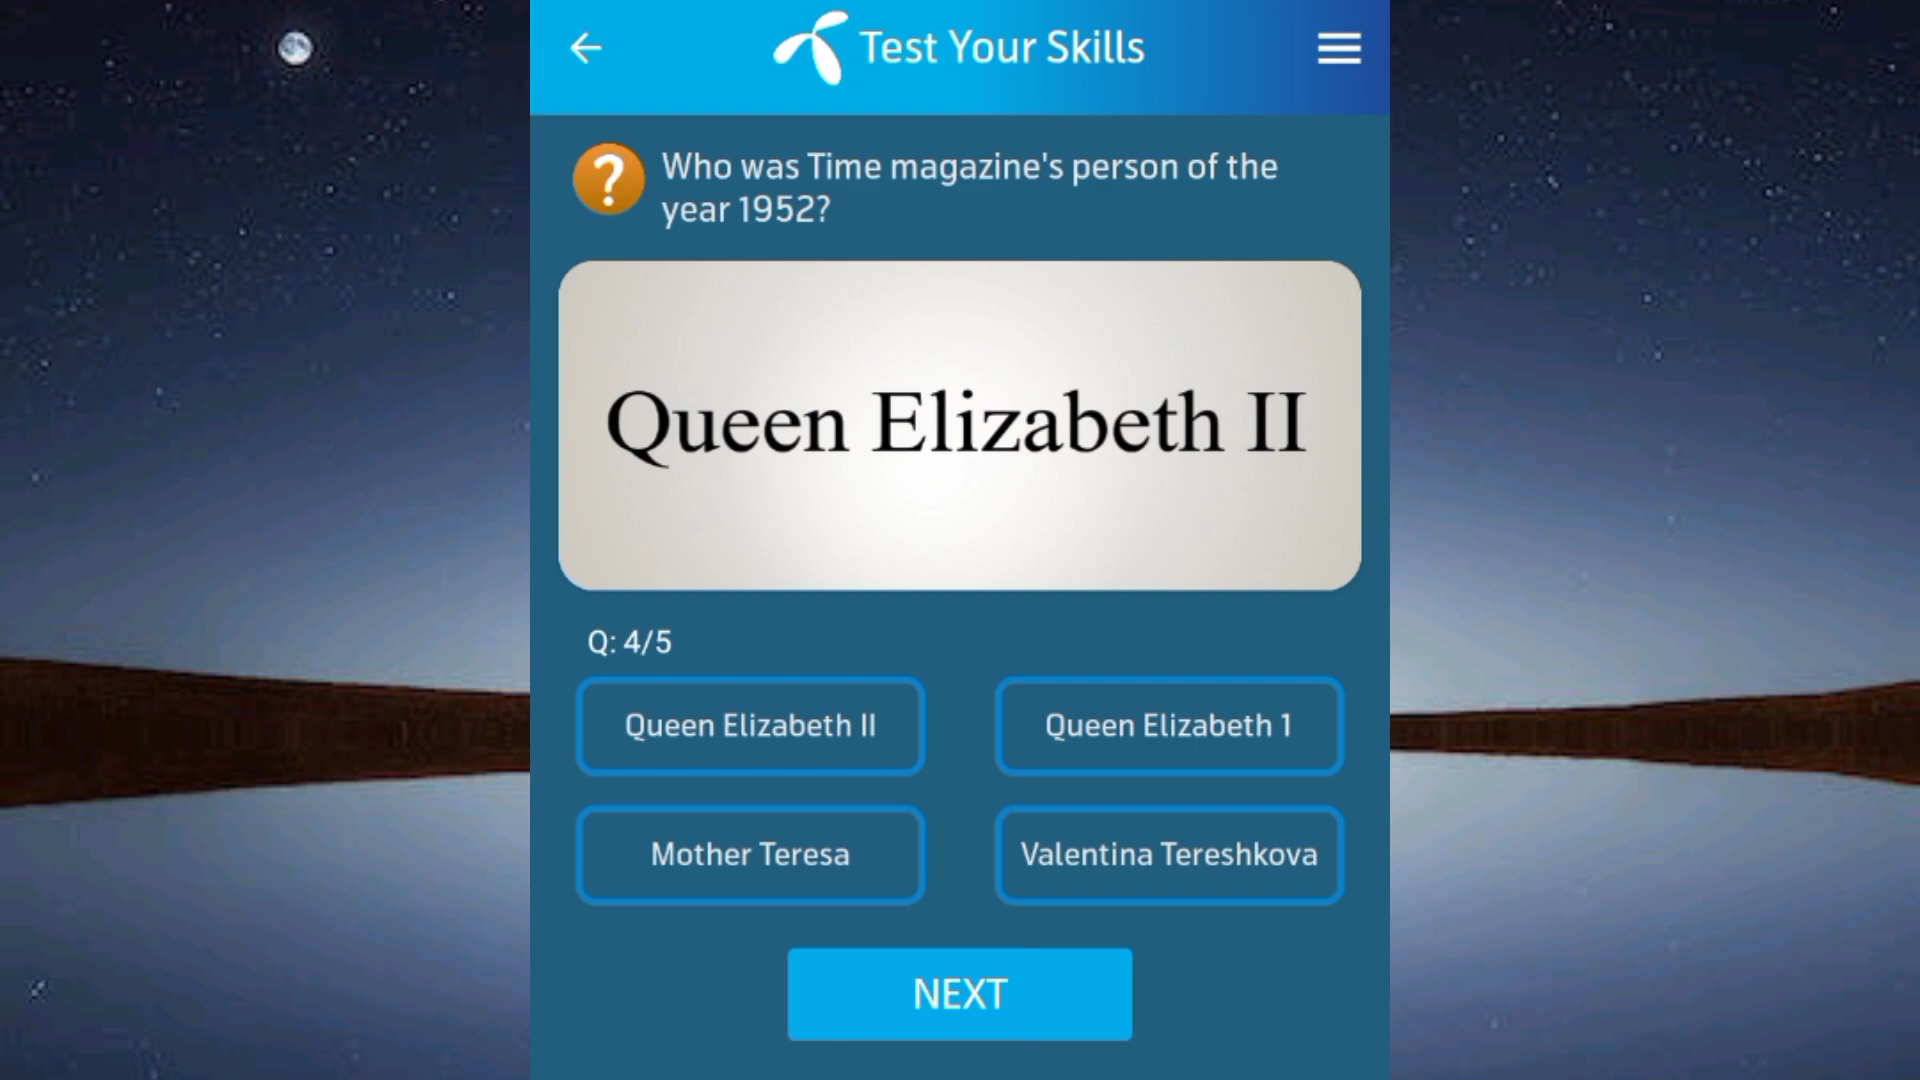 Test Your Skills
Who was Time magazine's person of the
year 1952?
Queen Elizabeth II
Q: 4/5
Queen Elizabeth II
Queen Elizabeth 1
Mother Teresa
Valentina Tereshkova
NEXT